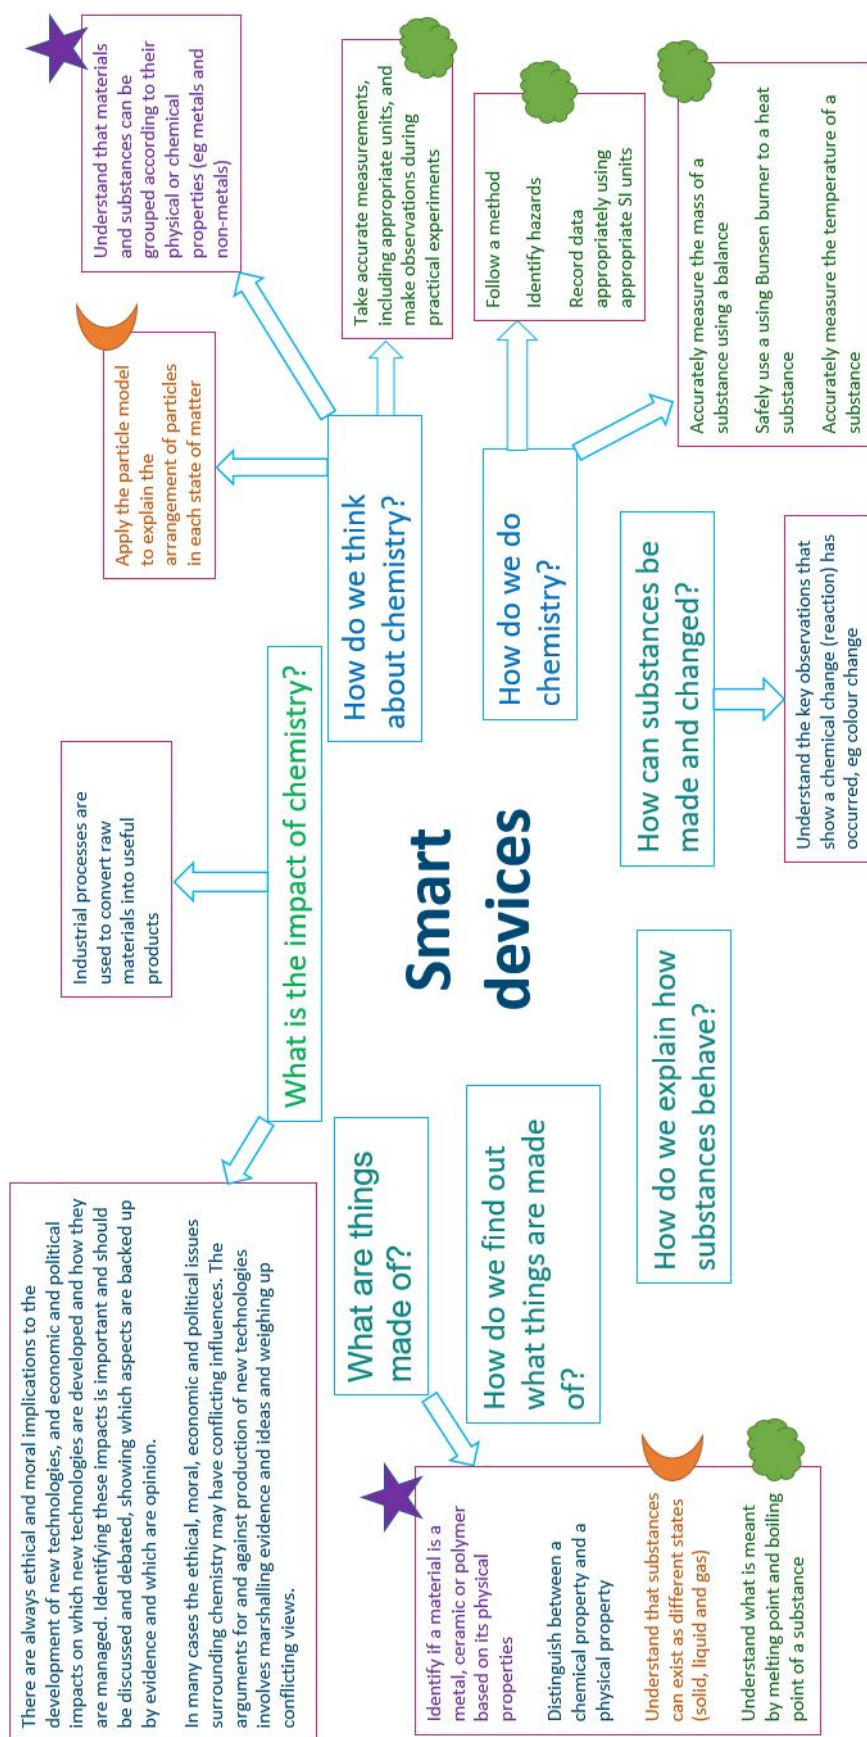 There are always ethical and moral implications to the
development of new technologies, and economic and political
impacts on which new technologies are developed and how they
are managed. Identifying these impacts is important and should
be discussed and debated, showing which aspects are backed up
by evidence and which are opinion.
In many cases the ethical, moral, economic and political issues
surrounding chemistry may have conflicting influences. The
arguments for and against production of new technologies
involves marshalling evidence and ideas and weighing up
conflicting views.
Industrial processes are
used to convert raw
materials into useful
products
Apply the particle model
to explain the
arrangement of particles
in each state of matter
Understand that materials
and substances can be
grouped according to their
physical or chemical
properties (eg metals and
non-metals)
What is the impact of chemistry?
How do we think
about chemistry?
Take accurate measurements,
including appropriate units, and
make observations during
practical experiments
What are things
made of?
Smart
devices
How do we find out
what things are made
of?
How do we do
chemistry?
Follow a method
Identify hazards
Record data
appropriately using
appropriate SI units
Identify if a material is a
metal, ceramic or polymer
based on its physical
properties
Distinguish between a
chemical property and a
physical property
Understand that substances
can exist as different states
(solid, liquid and gas)
Understand what is meant
by melting point and boiling
point of a substance
How do we explain how
substances behave?
How can substances be
made and changed?
Understand the key observations that
show a chemical change (reaction) has
occurred, eg colour change
Accurately measure the mass of a
substance using a balance
Safely use a using Bunsen burner to a heat
substance
Accurately measure the temperature of a
substance